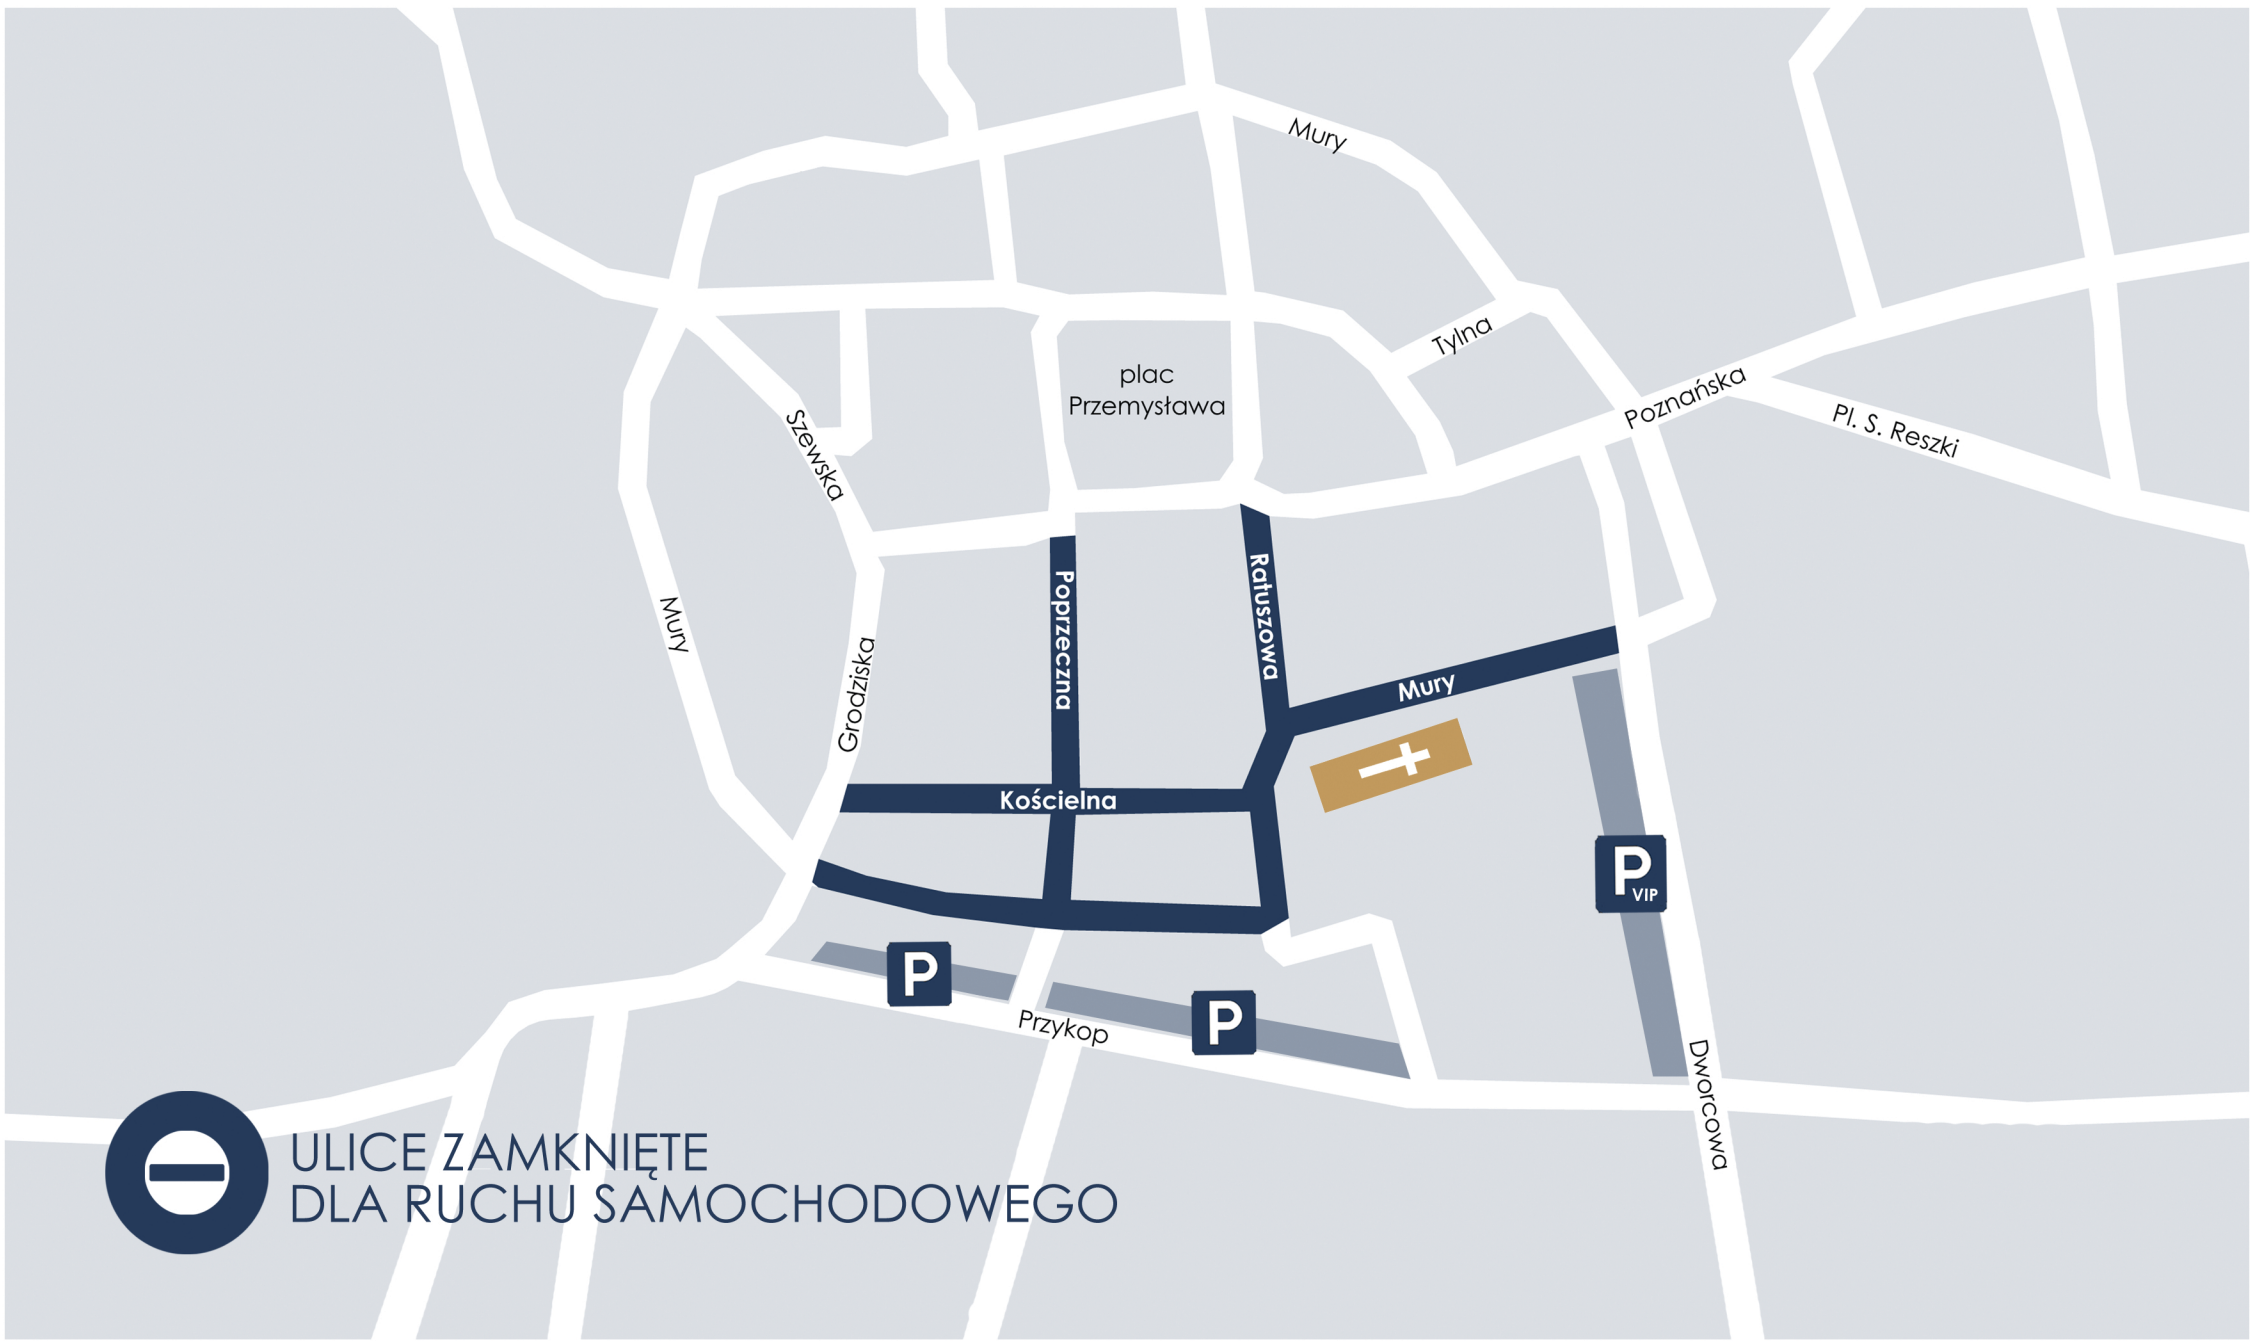 Mury
Tylna
plac
Przemysława
Poznańska
Pl. S. Reszki
Szewska
Poprzeczna
Ratuszowa
Mury
Grodziska
Mury
Kościelna
P
VIP
P
P
Przykop
Dworcowa
ULICE ZAMKNIĘTE
DLA RUCHU SAMOCHODOWEGO